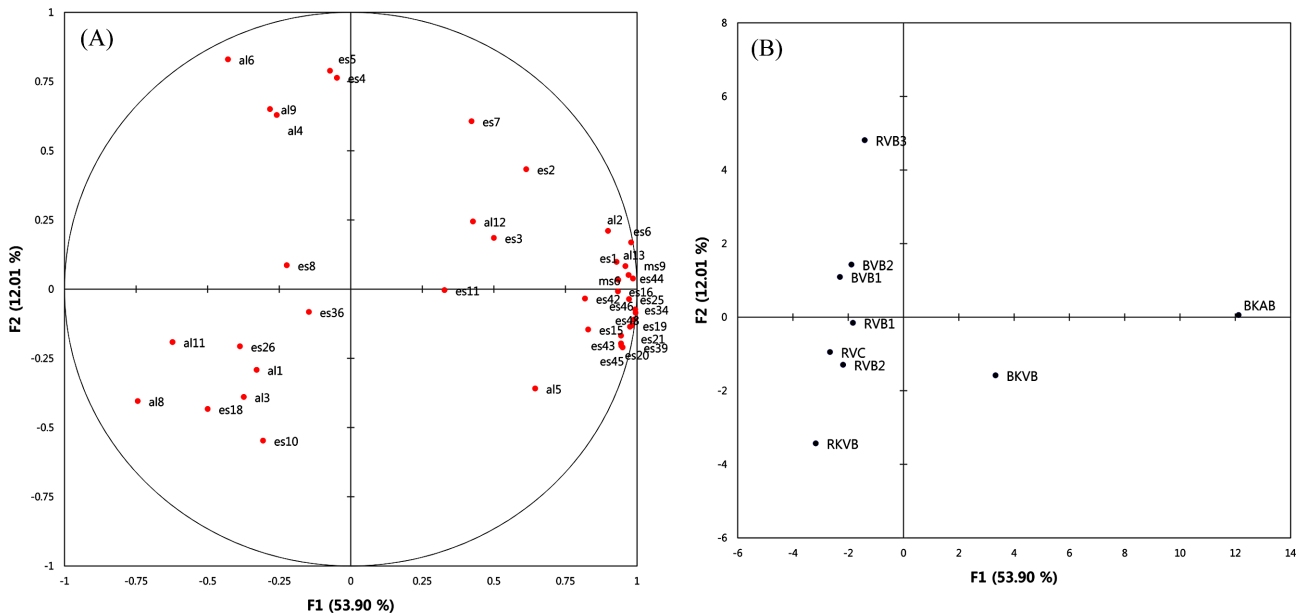 (A)
1
0.75
0.5
0.25
0
-0.25
-0.5
-0.75
-1
-1
-0.75
-0.5
-0.25
0
0.25
0.5
0.75
1
F2 (12.01 %)
F1 (53.90 %)
al6
es5
es4
al9
al4
es7
es2
al12
es3
al2
es6
es1
al13
ms9
es8
ms6
es44
es11
es16
es42
es25
es46
es34
es36
es48
es19
es15
es21
al11
es26
es43
es39
es20
es45
al1
al5
al8
al3
es18
es10
(B)
8
6
4
2
0
-2
-4
-6
-6
-4
-2
0
2
4
6
8
10
12
14
F2 (12.01 %)
F1 (53.90 %)
RVB3
BVB2
BVB1
BKAB
RVB1
RVC
RVB2
BKVB
RKVB